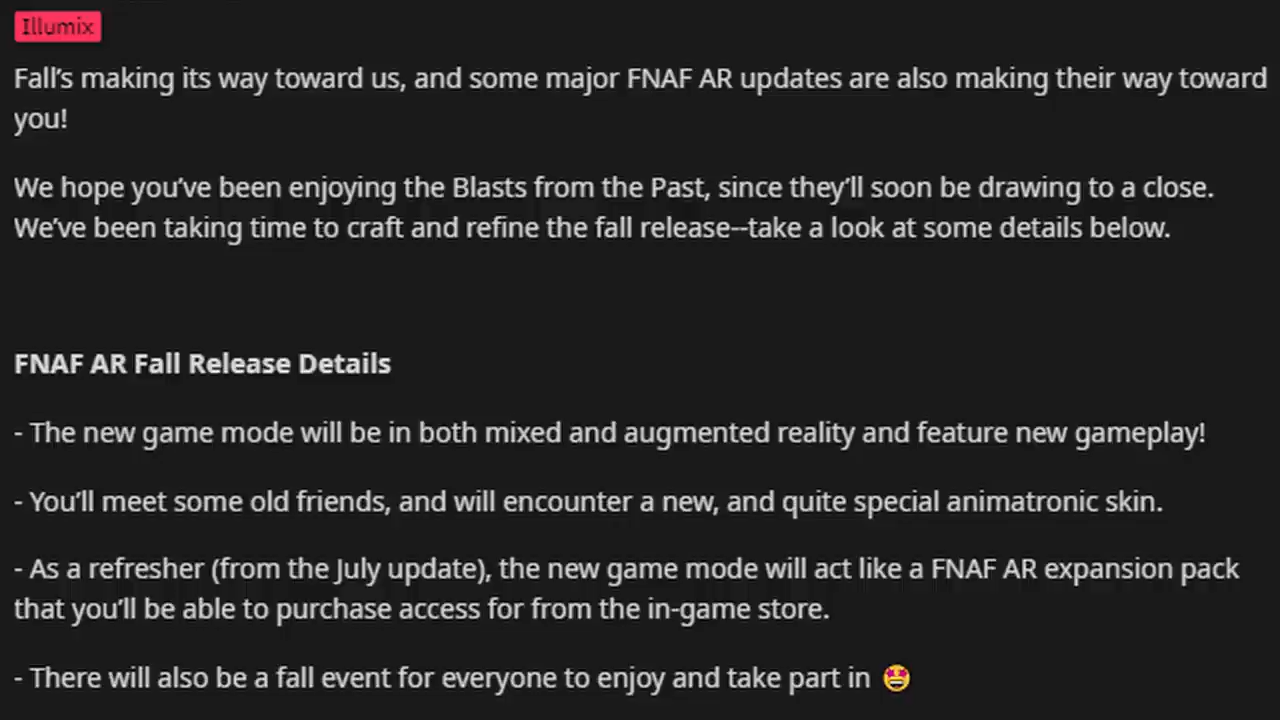 Illumix
Fall's making its way toward us, and some major FNAF AR updates are also making their way toward
you!
We hope you've been enjoying the Blasts from the Past, since they'll soon be drawing to a close.
We've been taking time to craft and refine the fall release--take a look at some details below.
FNAF AR Fall Release Details
- The new game mode will be in both mixed and augmented reality and feature new gameplay!
- You'll meet some old friends, and will encounter a new, and quite special animatronic skin.
- As a refresher (from the July update), the new game mode will act like a FNAF AR expansion pack
that you'll be able to purchase access for from the in-game store.
- There will also be a fall event for everyone to enjoy and take part in 🤩